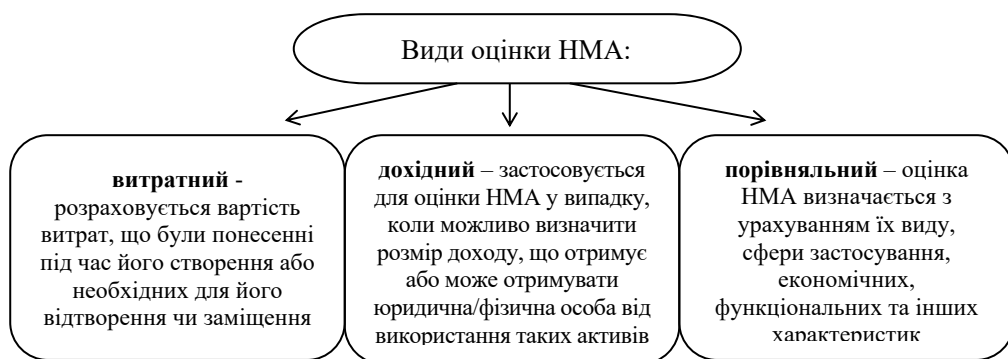 Види оцінки НМА:
витратний -
розраховується вартість
витрат, що були понесенні
під час його створення або
необхідних для його
відтворення чи заміщення
дохідний – застосовується
для оцінки НМА у випадку,
коли можливо визначити
розмір доходу, що отримує
або може отримувати
юридична/фізична особа від
використання таких активів
порівняльний – оцінка
НМА визначається з
урахуванням їх виду,
сфери застосування,
економічних,
функціональних та інших
характеристик